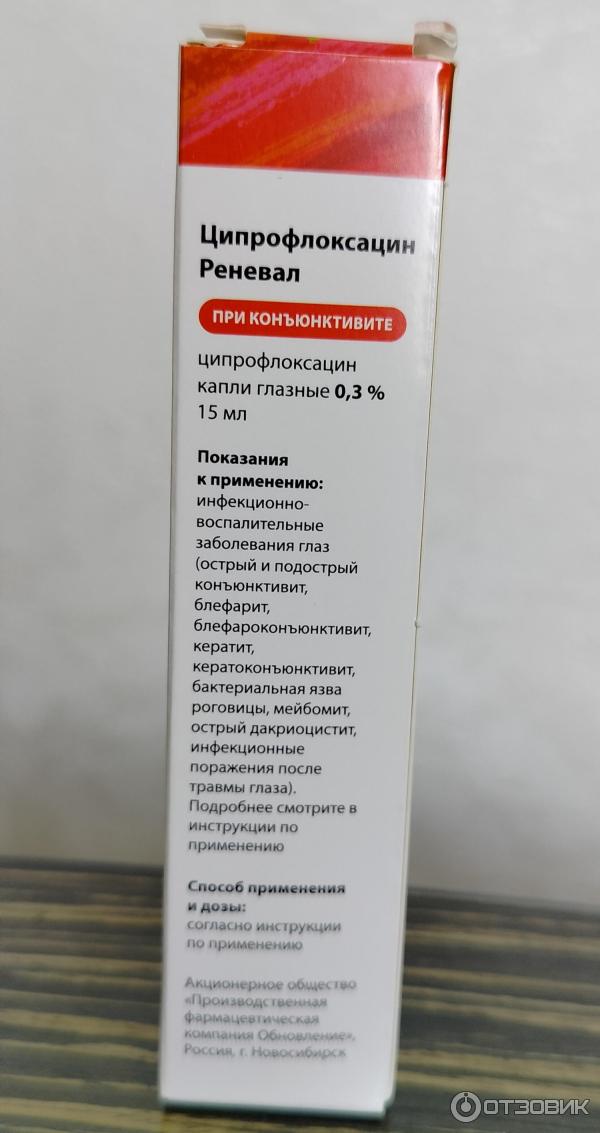 Ципрофлоксацин
Реневал
ПРИ КОНЪЮНКТИВИТЕ
ципрофлоксацин
капли глазные 0,3 %
15 мл
Показания
к применению:
инфекционно-
воспалительные
заболевания глаз
(острый и подострый
конъюнктивит,
блефарит,
блефароконъюнктивит,
кератит,
кератоконъюнктивит,
бактериальная язва
роговицы, мейбомит,
острый дакриоцистит,
инфекционные
поражения после
травмы глаза).
Подробнее смотрите в
инструкции по
применению
Способ применения
и дозы:
согласно инструкции
по применению
Акционерное общество
«Производственная
фармацевтическая
компания Обновление»,
Россия, г. Новосибирск
ОТЗОВИК